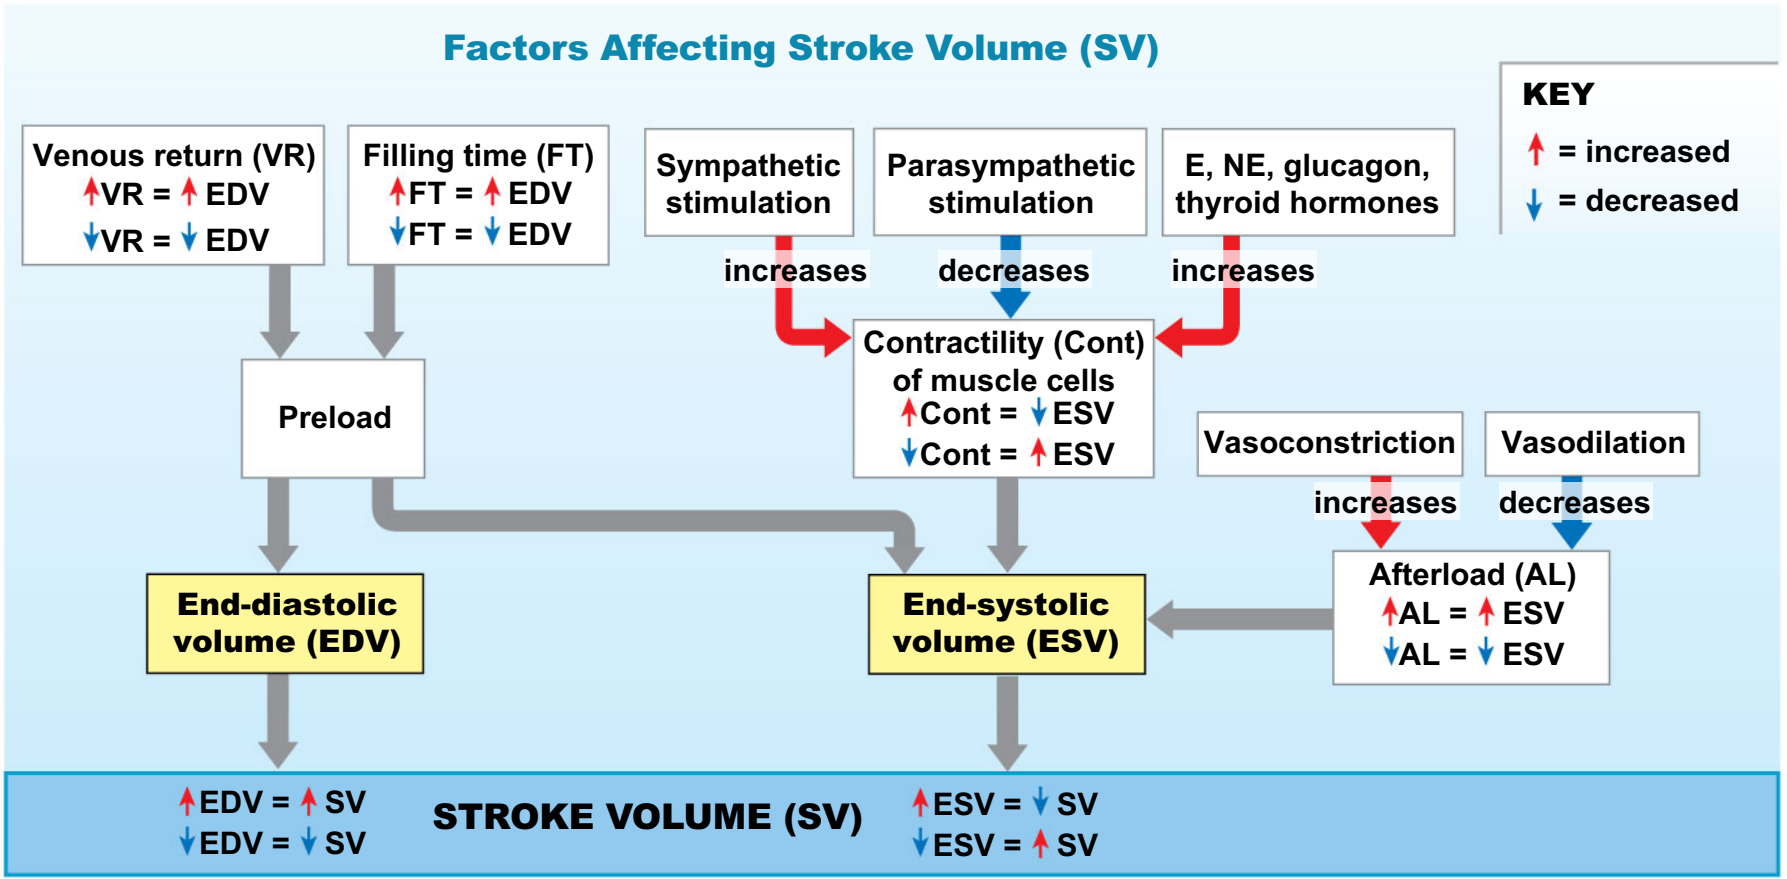 Factors Affecting Stroke Volume (SV)
KEY
↑ = increased
↓ = decreased
Venous return (VR)
↑VR = ↑ EDV
↓VR = ↓ EDV
Filling time (FT)
↑FT = ↑ EDV
↓FT = ↓ EDV
Sympathetic
stimulation
Parasympathetic
stimulation
E, NE, glucagon,
thyroid hormones
increases
decreases
increases
Preload
Contractility (Cont)
of muscle cells
↑Cont = ↓ESV
↓Cont = ↑ESV
Vasoconstriction
Vasodilation
increases
decreases
Afterload (AL)
↑AL = ↑ ESV
↓AL = ↓ ESV
End-diastolic
volume (EDV)
End-systolic
volume (ESV)
↑EDV = ↑ SV
↓EDV = ↓ SV
STROKE VOLUME (SV)
↑ESV = ↓ SV
↓ESV = ↑ SV